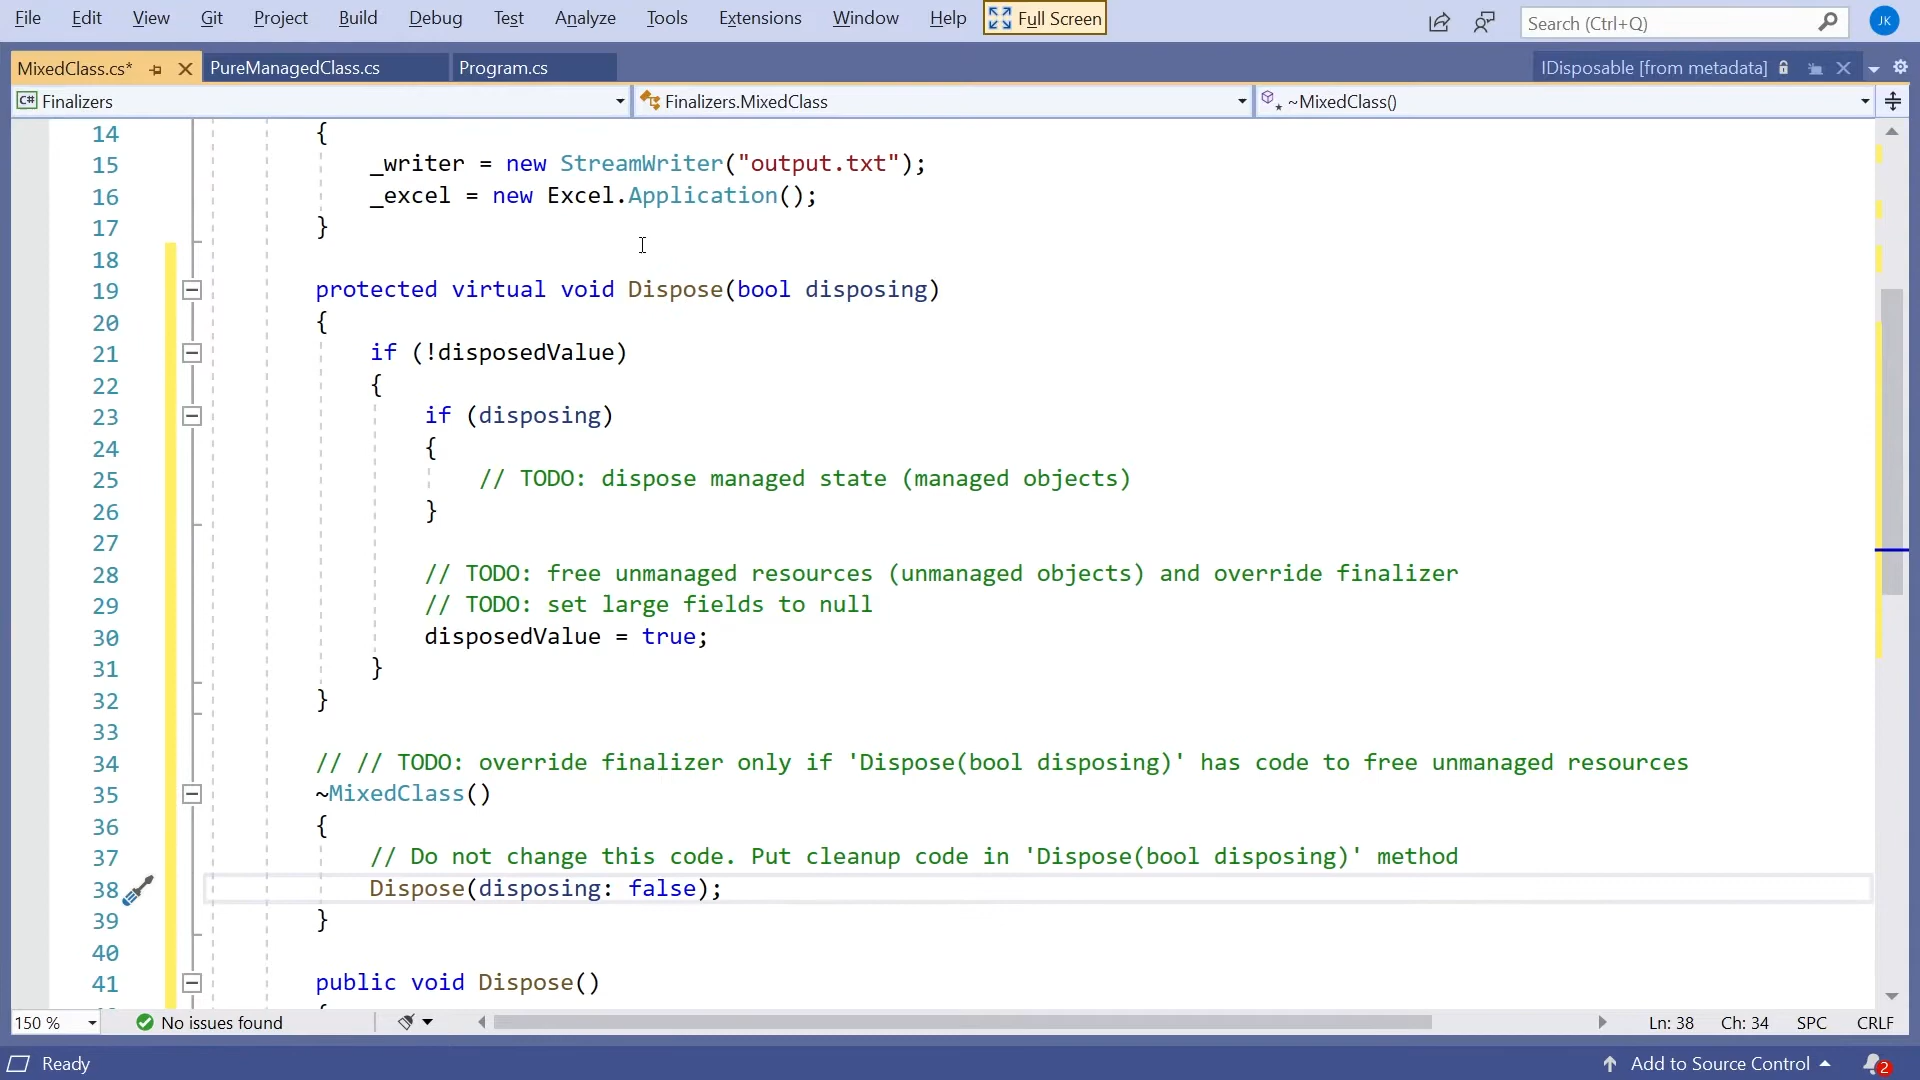 File Edit View Git Project Build Debug Test Analyze Tools Extensions Window Help Full Screen Search (Ctrl+Q) JK
MixedClass.cs* PureManagedClass.cs Program.cs IDisposable [from metadata]
C# Finalizers Finalizers.MixedClass ~MixedClass()
14 {
15 _writer = new StreamWriter("output.txt");
16 _excel = new Excel.Application();
17 }
18
19 protected virtual void Dispose(bool disposing)
20 {
21 if (!disposedValue)
22 {
23 if (disposing)
24 {
25 // TODO: dispose managed state (managed objects)
26 }
27
28 // TODO: free unmanaged resources (unmanaged objects) and override finalizer
29 // TODO: set large fields to null
30 disposedValue = true;
31 }
32 }
33
34 // // TODO: override finalizer only if 'Dispose(bool disposing)' has code to free unmanaged resources
35 ~MixedClass()
36 {
37 // Do not change this code. Put cleanup code in 'Dispose(bool disposing)' method
38 Dispose(disposing: false);
39 }
40
41 public void Dispose()
150 % No issues found Ln: 38 Ch: 34 SPC CRLF
Ready Add to Source Control 2